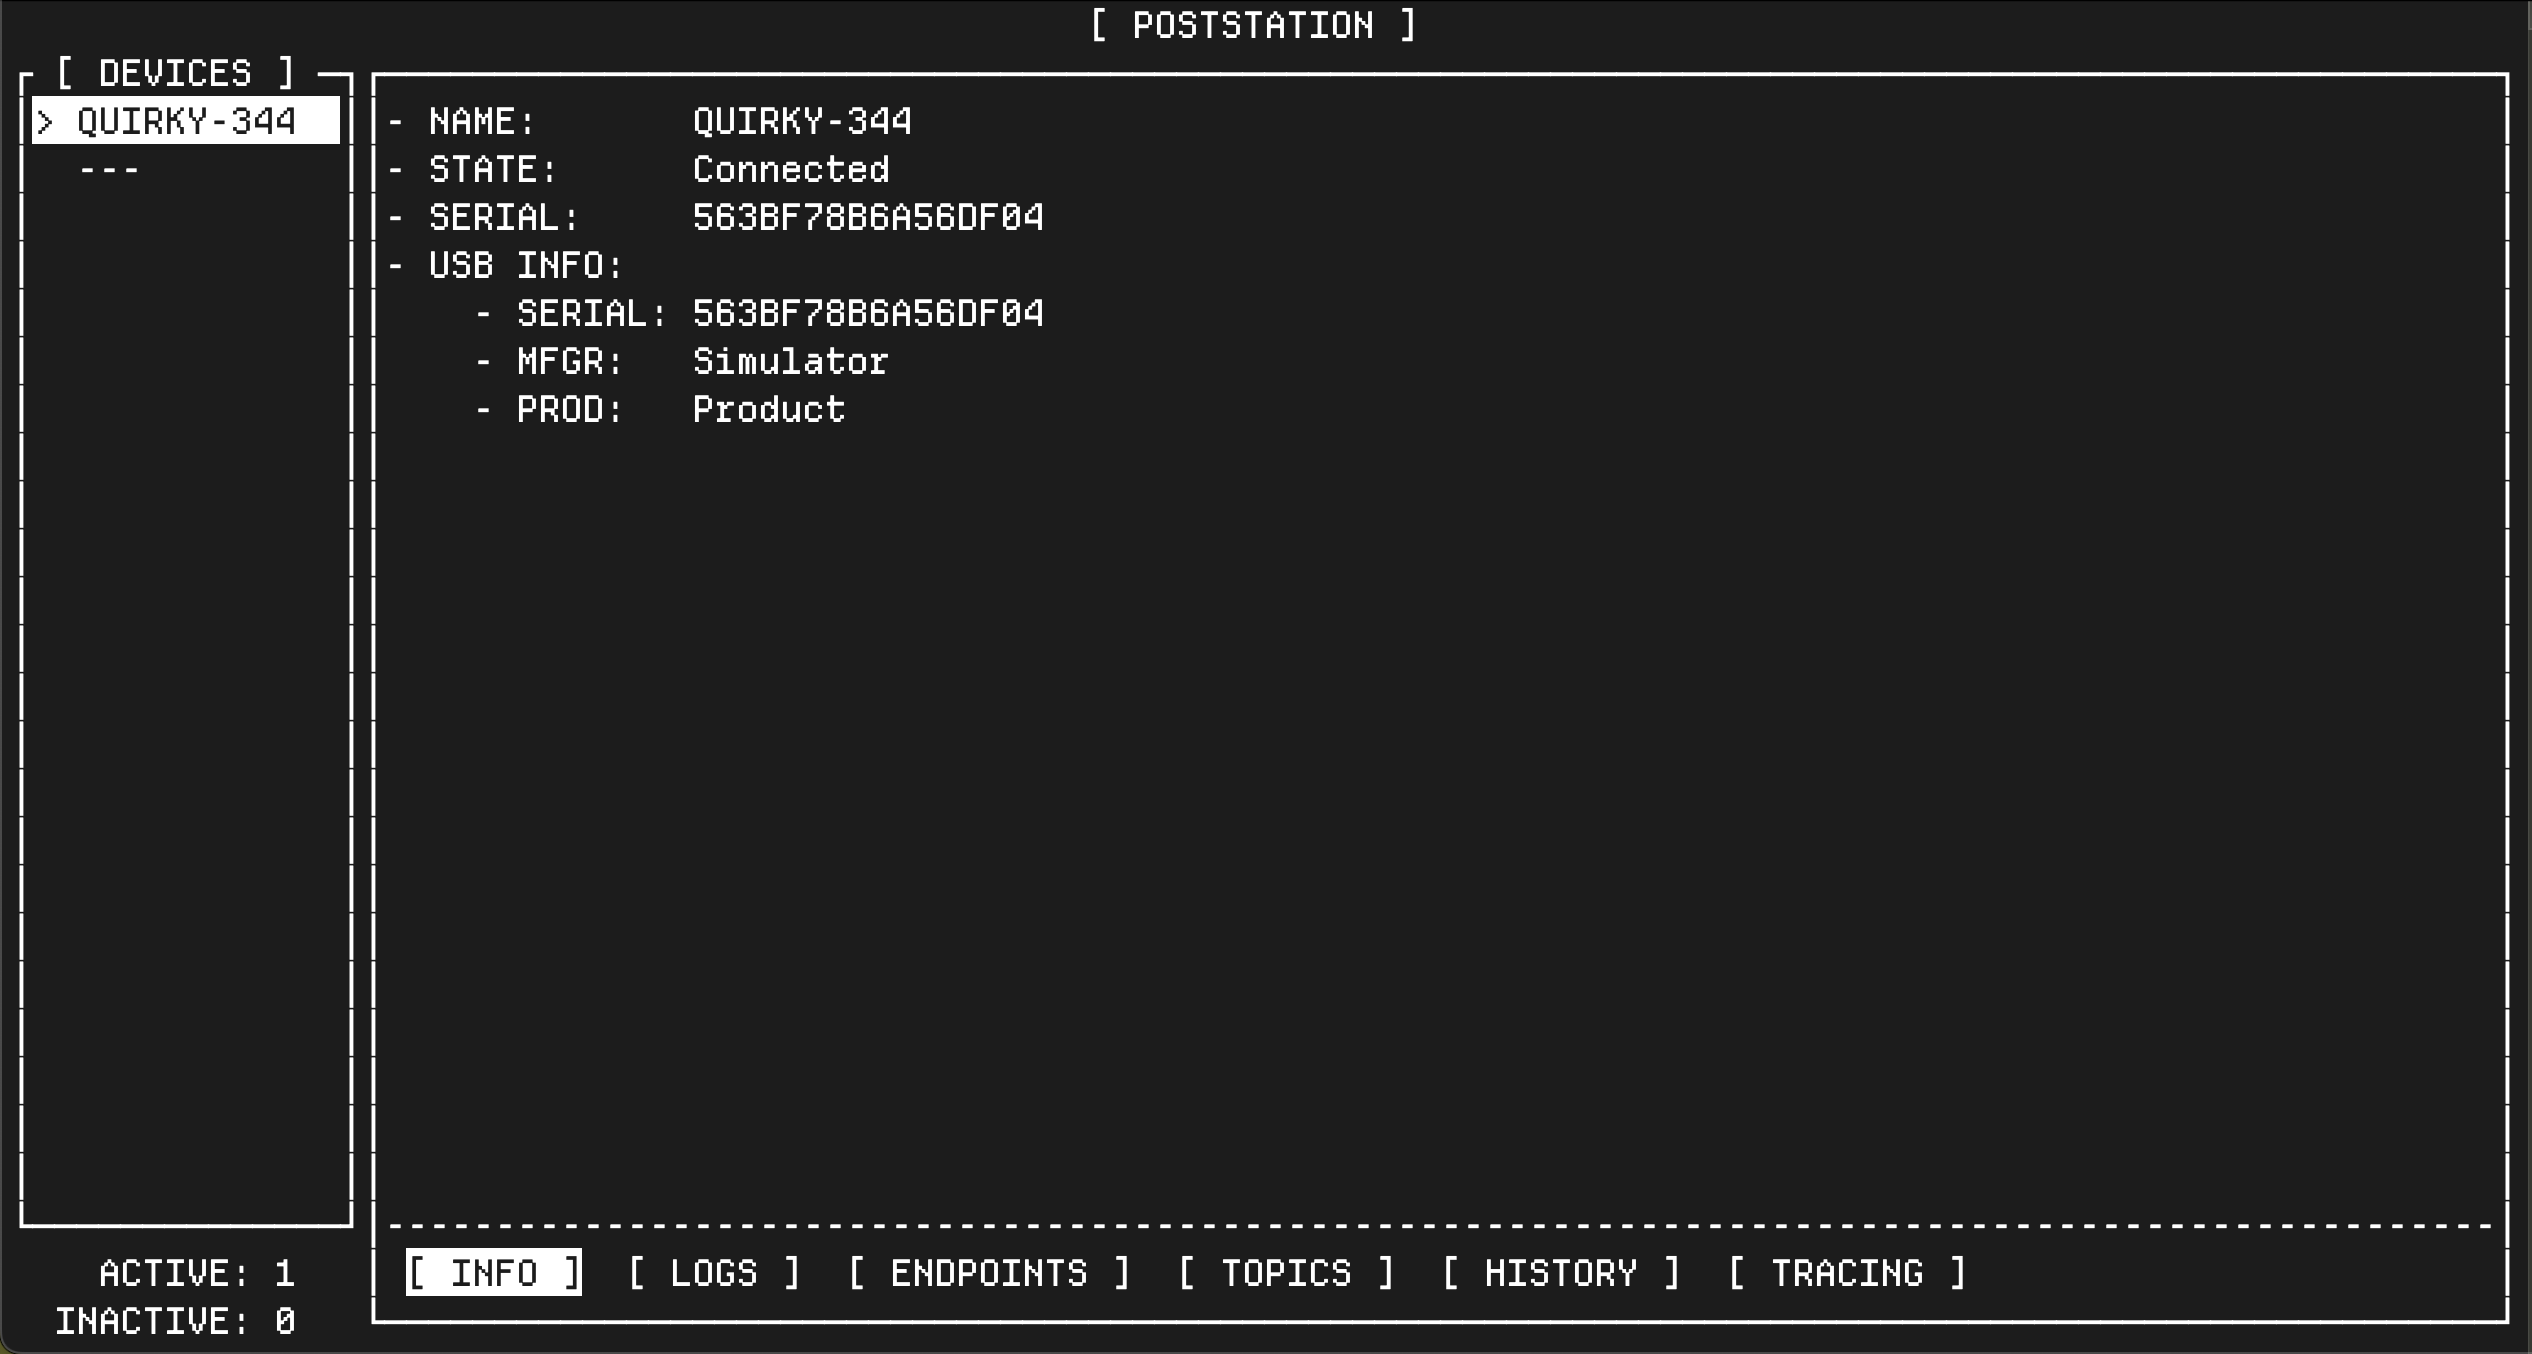 [ POSTSTATION ]
[ DEVICES ]
> QUIRKY-344
---
- NAME: QUIRKY-344
- STATE: Connected
- SERIAL: 563BF78B6A56DF04
- USB INFO:
- SERIAL: 563BF78B6A56DF04
- MFGR: Simulator
- PROD: Product
[ INFO ] [ LOGS ] [ ENDPOINTS ] [ TOPICS ] [ HISTORY ] [ TRACING ]
ACTIVE: 1
INACTIVE: 0